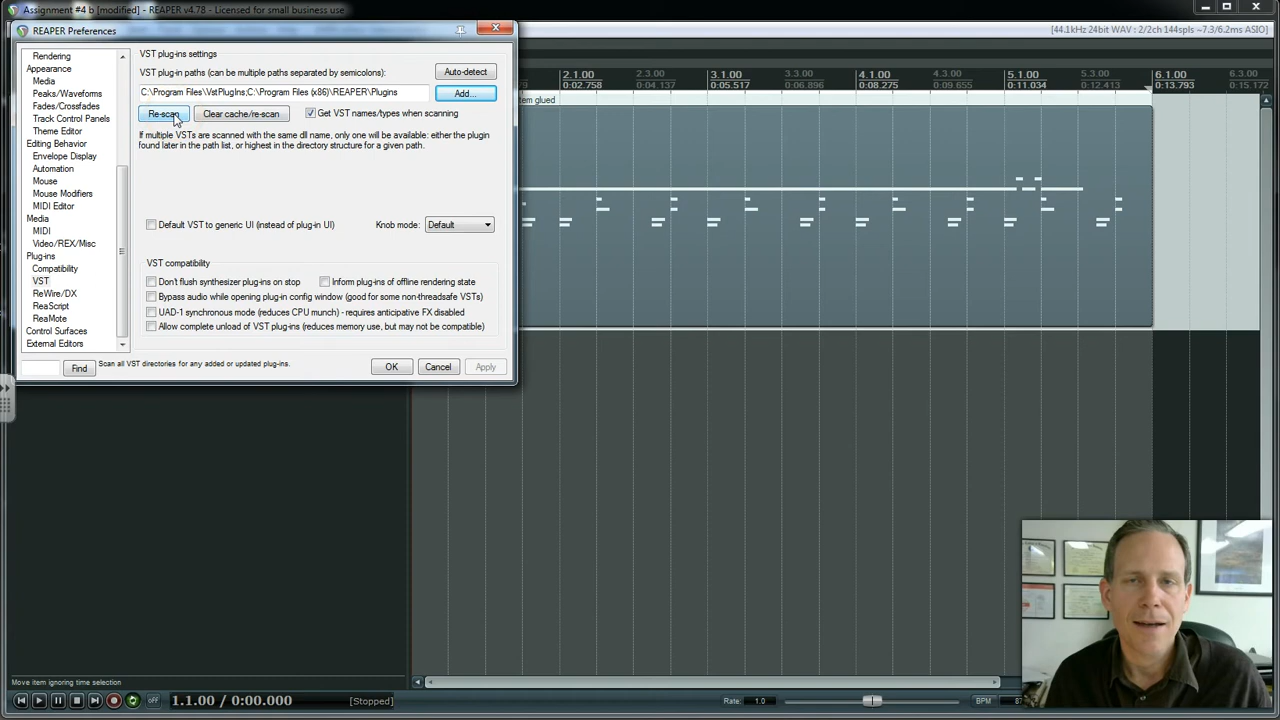 Assignment #4 b [modified] - REAPER v4.78 - Licensed for small business use
[44.1kHz 24bit WAV : 2/2ch 144spls ~7.3/6.2ms ASIO]
REAPER Preferences
Rendering
Appearance
Media
Peaks/Waveforms
Fades/Crossfades
Track Control Panels
Theme Editor
Editing Behavior
Envelope Display
Automation
Mouse
Mouse Modifiers
MIDI Editor
Media
MIDI
Video/REX/Misc
Plug-ins
Compatibility
VST
ReWire/DX
ReaScript
ReaMote
Control Surfaces
External Editors
Find
VST plug-ins settings
VST plug-in paths (can be multiple paths separated by semicolons):
Auto-detect
C:\Program Files\VstPlugIns;C:\Program Files (x86)\REAPER\Plugins
Add...
Re-scan
Clear cache/re-scan
Get VST names/types when scanning
If multiple VSTs are scanned with the same dll name, only one will be available: either the plugin
found later in the path list, or highest in the directory structure for a given path.
Default VST to generic UI (instead of plug-in UI)
Knob mode:
Default
VST compatibility
Don't flush synthesizer plug-ins on stop
Inform plug-ins of offline rendering state
Bypass audio while opening plug-in config window (good for some non-threadsafe VSTs)
UAD-1 synchronous mode (reduces CPU munch) - requires anticipative FX disabled
Allow complete unload of VST plug-ins (reduces memory use, but may not be compatible)
Scan all VST directories for any added or updated plug-ins.
OK
Cancel
Apply
2.1.00 2.3.00 3.1.00 3.3.00 4.1.00 4.3.00 5.1.00 5.3.00 6.1.00 6.3.00
0:02.758 0:04.137 0:05.517 0:06.896 0:08.275 0:09.655 0:11.034 0:12.413 0:13.793 0:15.172
em glued
Move item ignoring time selection
off
1.1.00 / 0:00.000
[Stopped]
Rate:
1.0
BPM